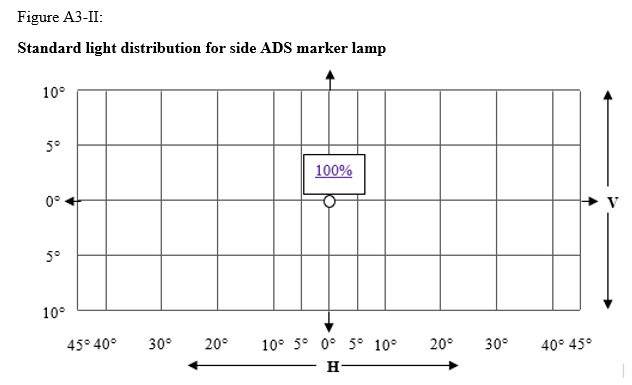 Figure A3-II:
Standard light distribution for side ADS marker lamp
10°
5°
100%
0°
V
5°
10°
45° 40° 30° 20° 10° 5° 0° 5° 10° 20° 30° 40° 45°
H